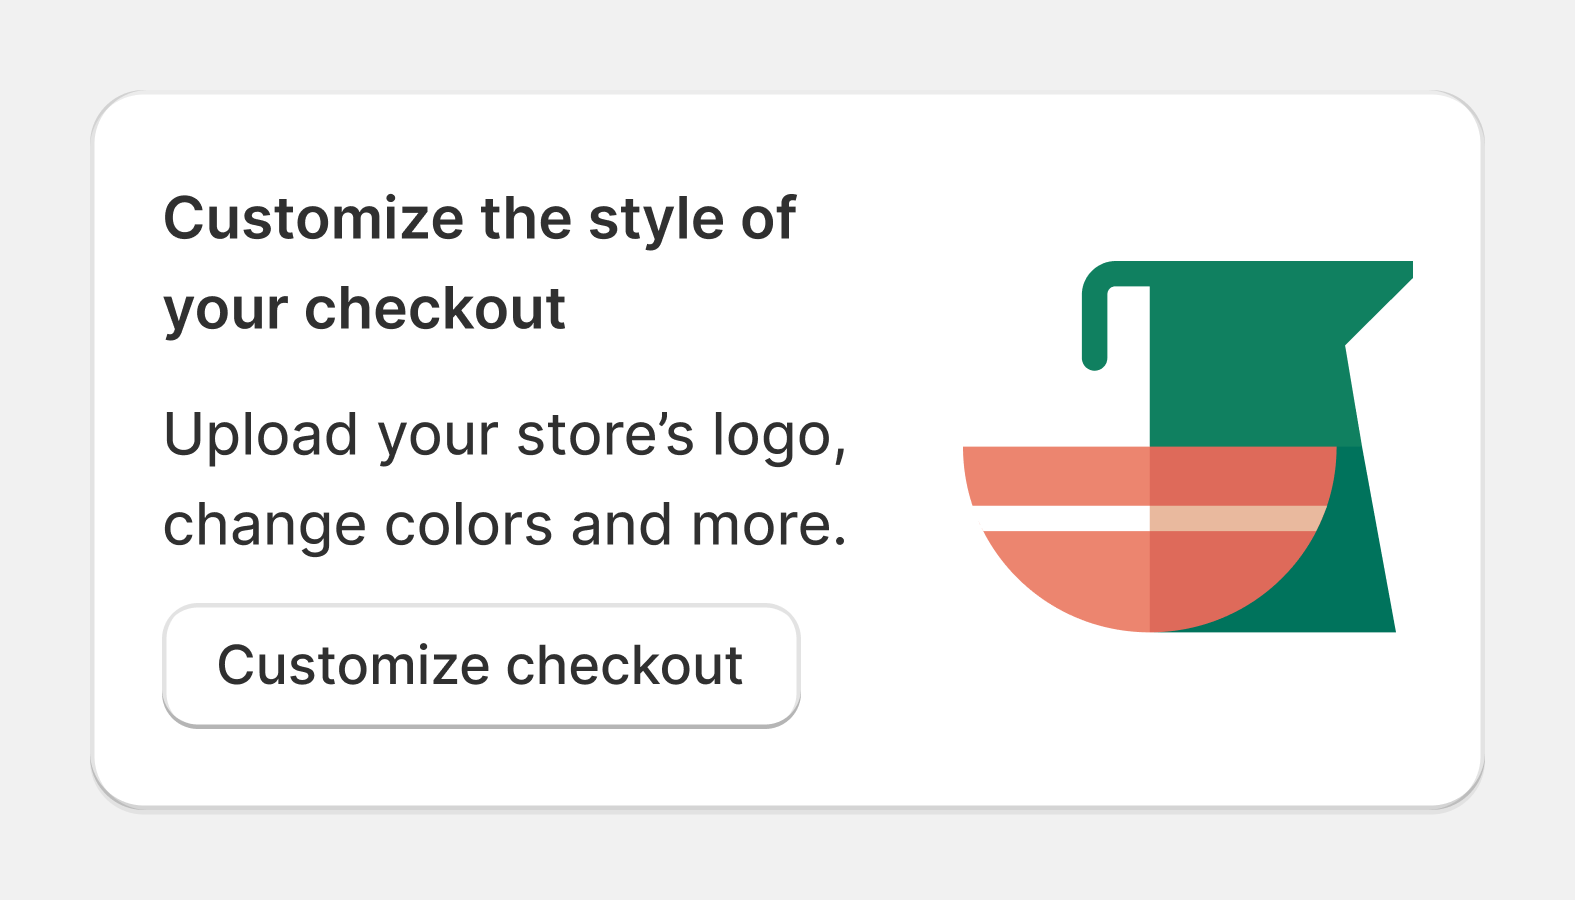 Customize the style of
your checkout
Upload your store’s logo,
change colors and more.
Customize checkout